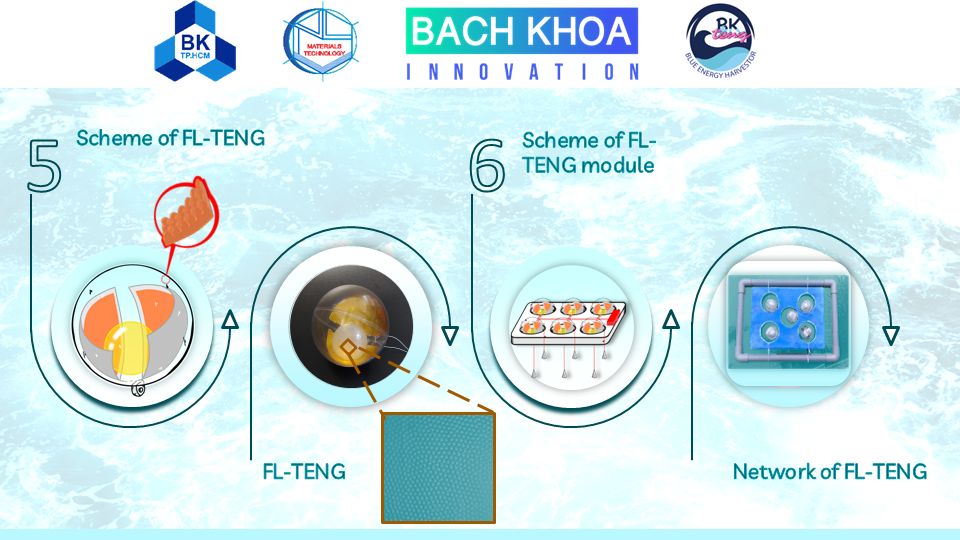 BK
TP.HCM
MATERIALS
TECHNOLOGY
BACH KHOA
INNOVATION
BK
teng
BLUE ENERGY HARVESTOR
5
Scheme of FL-TENG
6
Scheme of FL-
TENG module
FL-TENG
Network of FL-TENG